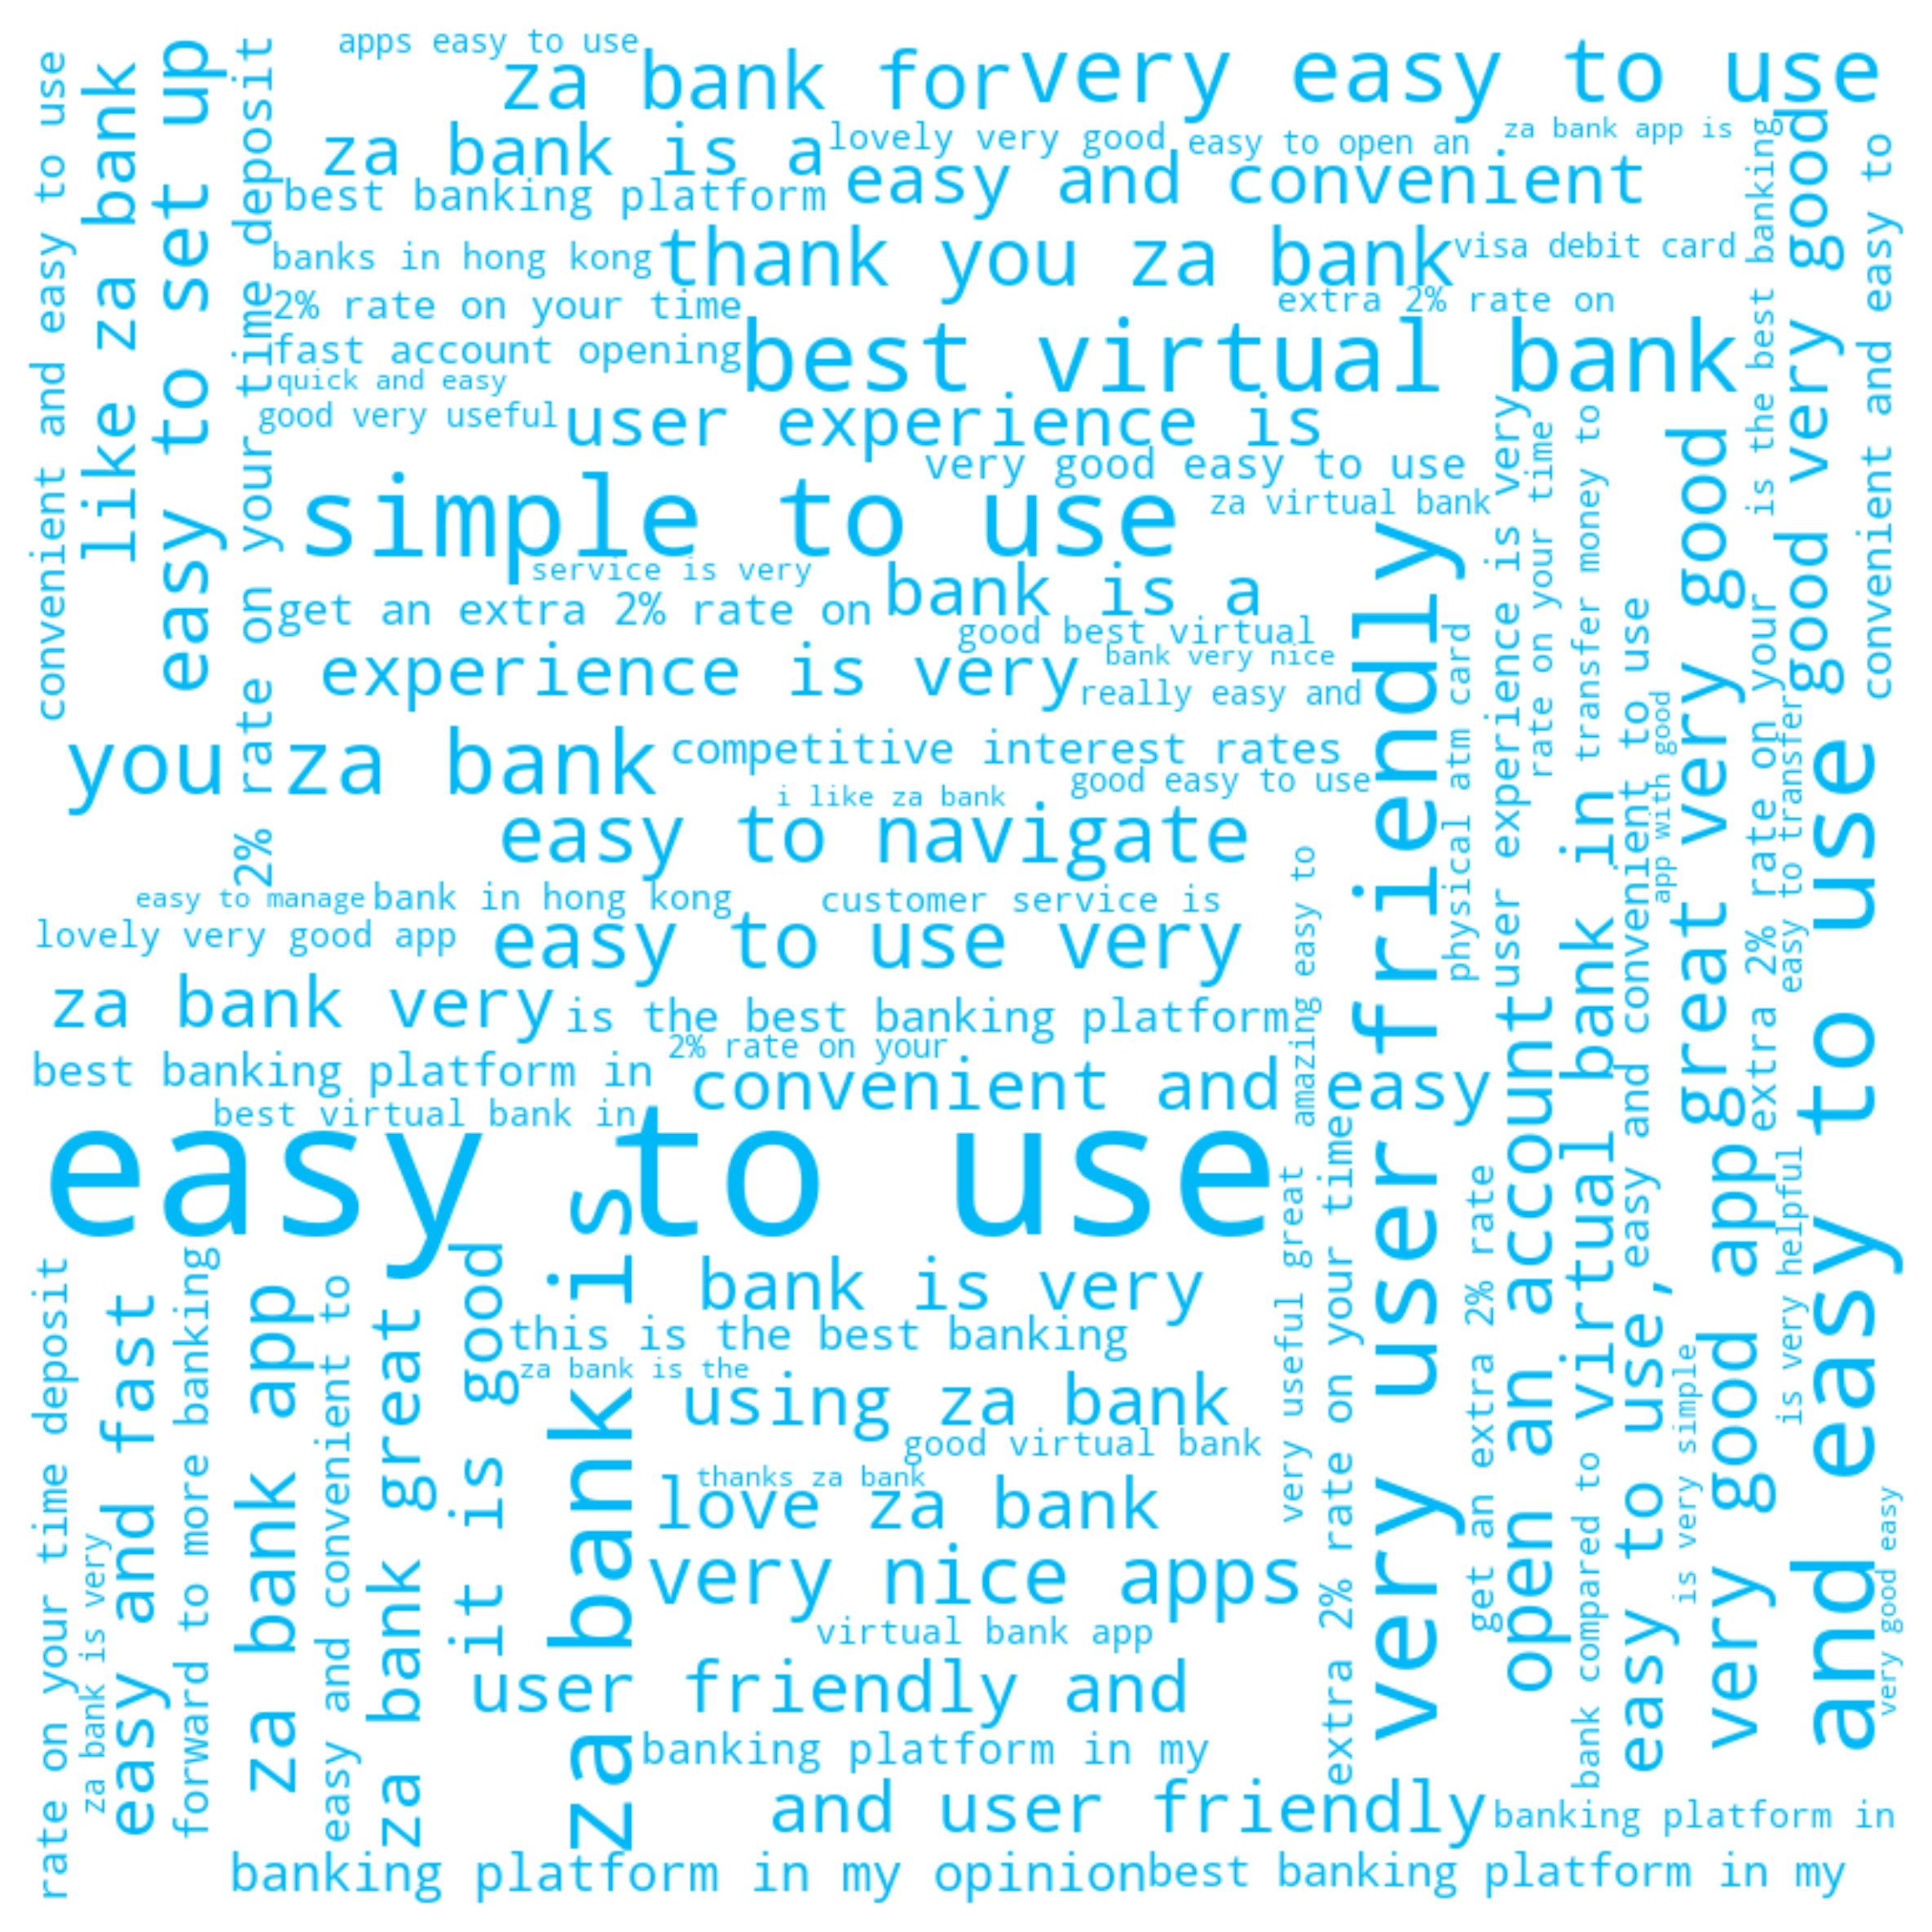 apps easy to use
za bank for
very easy to use
za bank is a
lovely very good
easy to open an
za bank app is
best banking platform
easy and convenient
banks in hong kong
thank you za bank
visa debit card
2% rate on your time
extra 2% rate on
fast account opening
best virtual bank
quick and easy
good very useful
user experience is
very good easy to use
simple to use
za virtual bank
service is very
bank is a
get an extra 2% rate on
good best virtual
experience is very
bank very nice
really easy and
you za bank
competitive interest rates
good easy to use
i like za bank
easy to navigate
easy to manage
bank in hong kong
customer service is
lovely very good app
easy to use very
za bank very
is the best banking platform
2% rate on your
best banking platform in
convenient and easy
best virtual bank in
easy to use
bank is very
this is the best banking
za bank is the
using za bank
good virtual bank
thanks za bank
love za bank
very nice apps
virtual bank app
user friendly and
banking platform in my
and user friendly
banking platform in
banking platform in my opinion
best banking platform in my
convenient and easy to use
like za bank
easy to set up
2% rate on your time deposit
rate on your time deposit
za bank is very
easy and fast
forward to more banking
za bank app
easy and convenient to
za bank great
it is good
za bank is
amazing easy to
very useful great
extra 2% rate on your time
very user friendly
physical atm card
get an extra 2% rate
user experience is very
open an account
rate on your time
transfer money to
virtual bank in
bank compared to
easy and convenient to use
easy to use,
app with good
is very simple
great very good
very good app
is the best banking
extra 2% rate on your
easy to transfer
is very helpful
good very good
convenient and easy to
and easy to use
very good easy